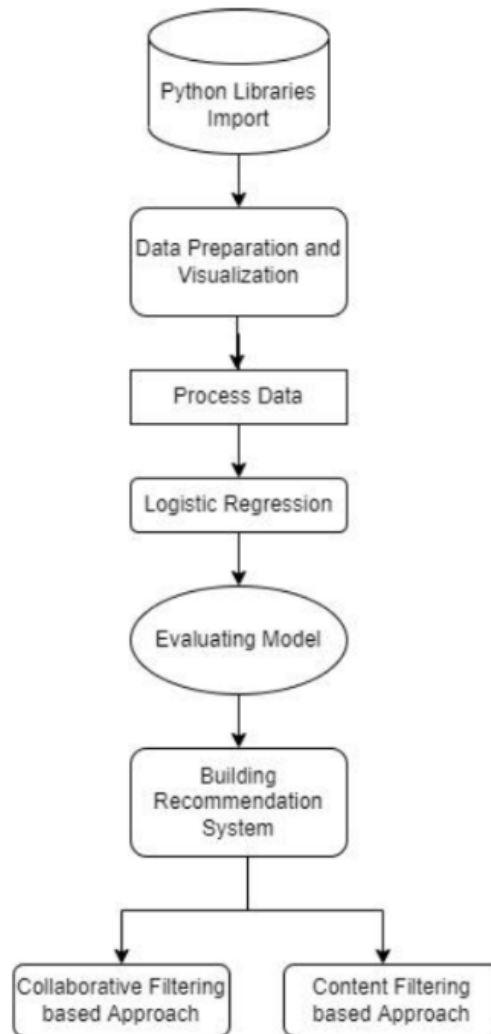 Python Libraries
Import
Data Preparation and
Visualization
Process Data
Logistic Regression
Evaluating Model
Building
Recommendation
System
Collaborative Filtering
based Approach
Content Filtering
based Approach